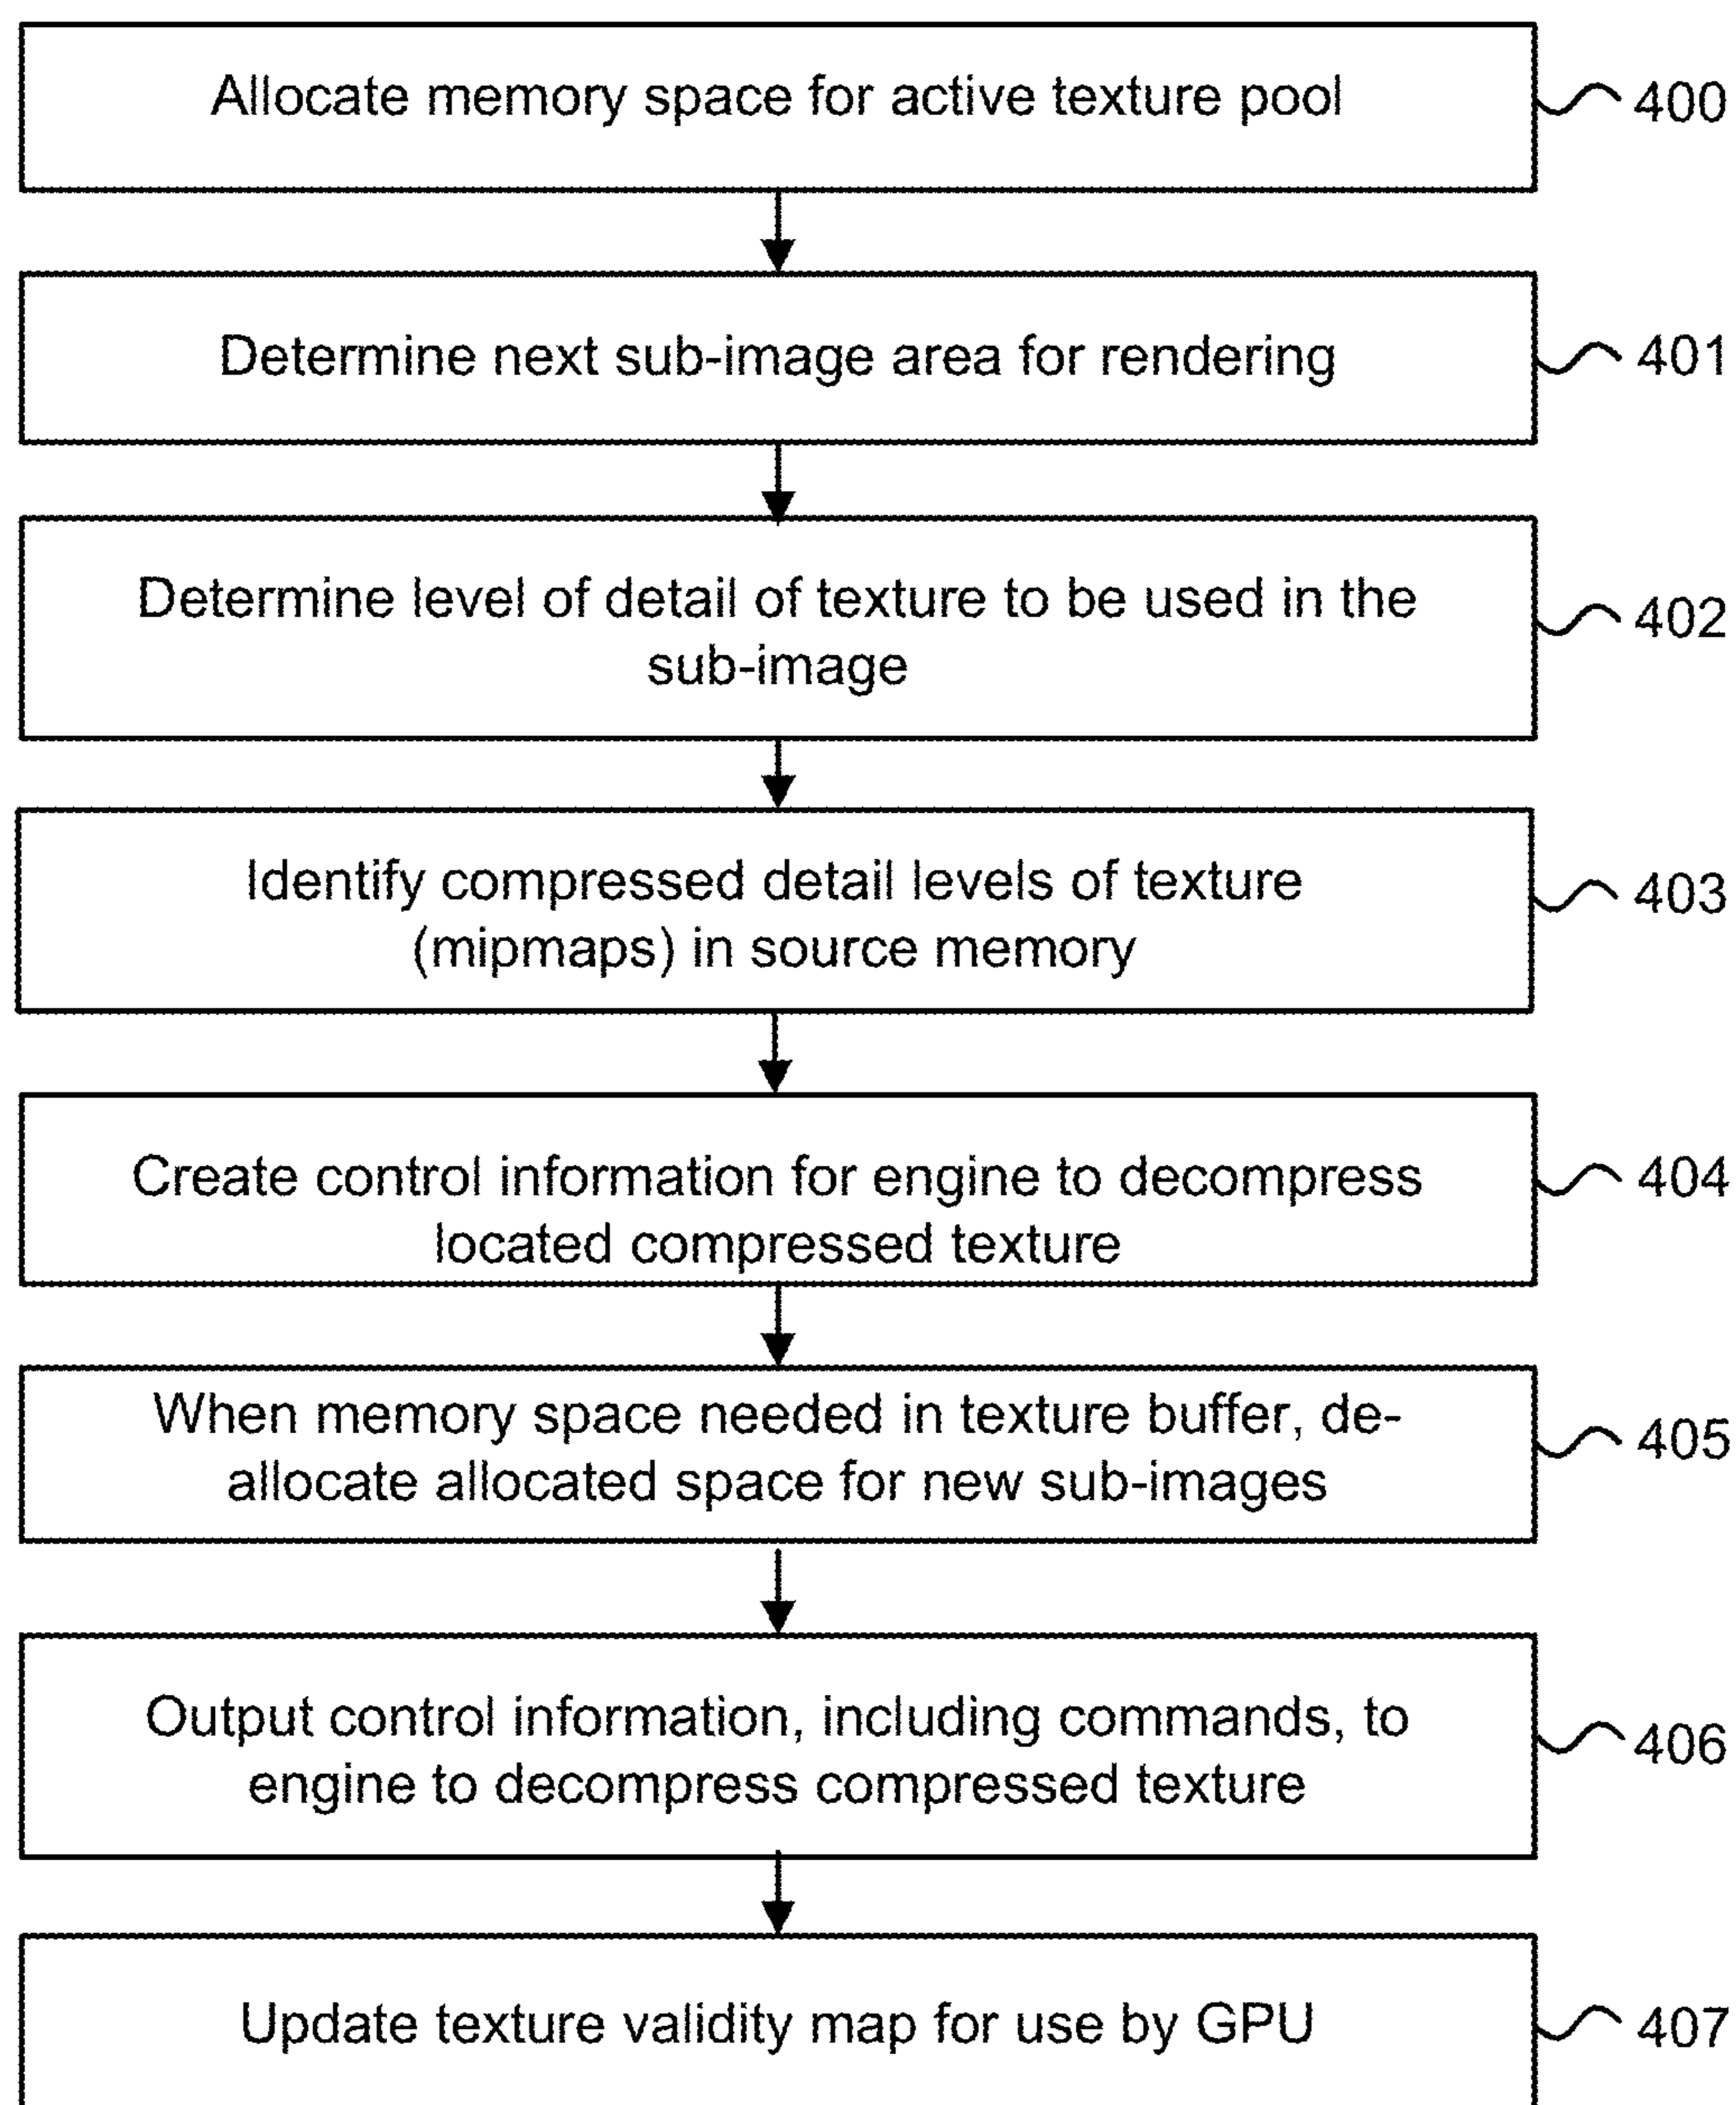 Allocate memory space for active texture pool
400
Determine next sub-image area for rendering
401
Determine level of detail of texture to be used in the
sub-image
402
Identify compressed detail levels of texture
(mipmaps) in source memory
403
Create control information for engine to decompress
located compressed texture
404
When memory space needed in texture buffer, de-
allocate allocated space for new sub-images
405
Output control information, including commands, to
engine to decompress compressed texture
406
Update texture validity map for use by GPU
407